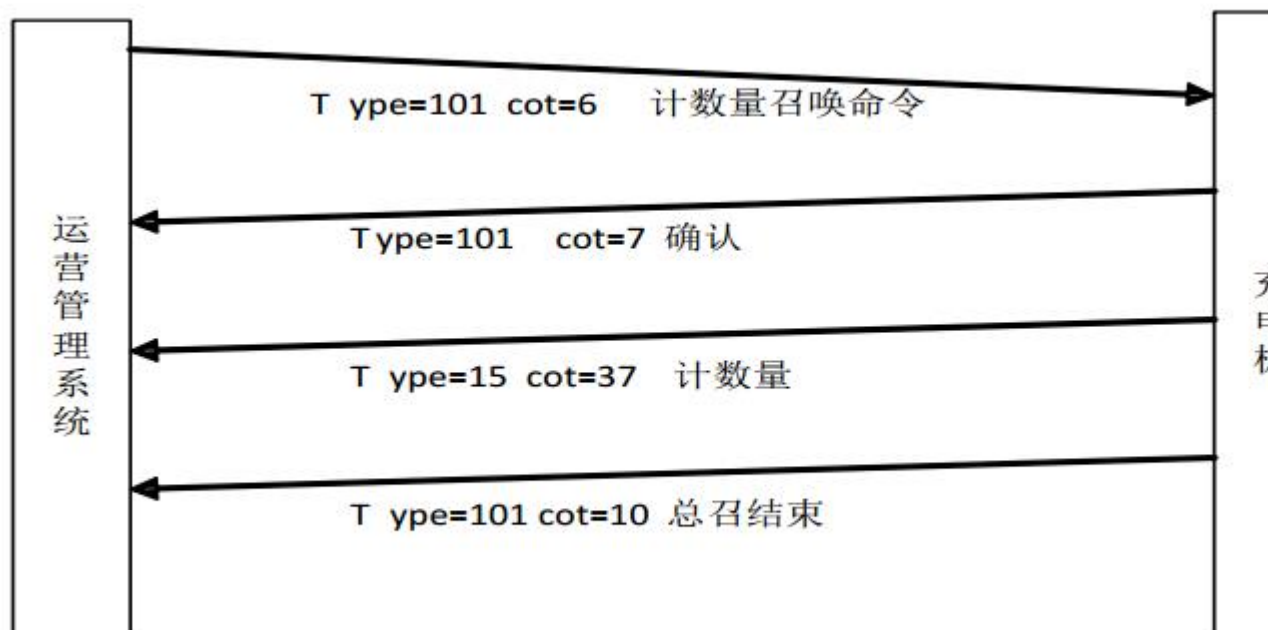 T ype=101 cot=6 计数量召唤命令
Type=101 cot=7 确认
T ype=15 cot=37 计数量
T ype=101 cot=10 总召结束
运营管理系统